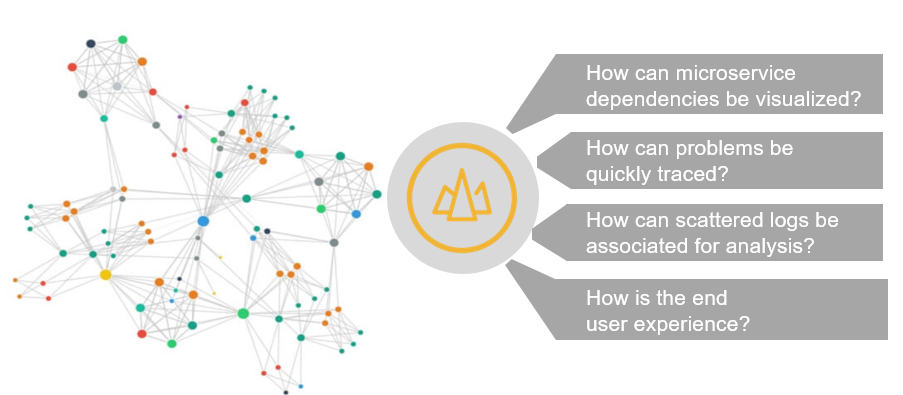 How can microservice
dependencies be visualized?
How can problems be
quickly traced?
How can scattered logs be
associated for analysis?
How is the end
user experience?